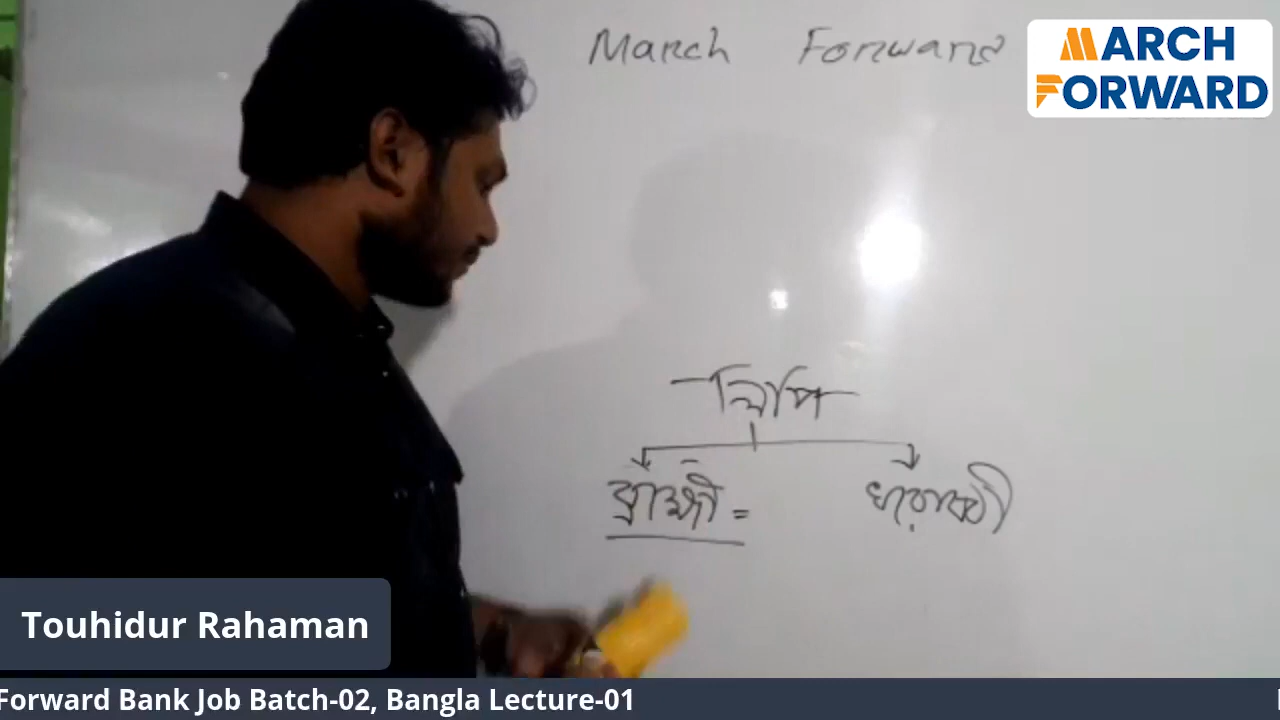 March Forward
MARCH
FORWARD
লিপি
ব্রাহ্মী =
খরোষ্ঠী
Touhidur Rahaman
Forward Bank Job Batch-02, Bangla Lecture-01